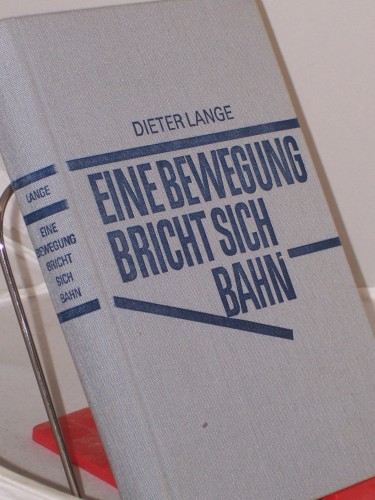 DIETER LANGE
EINE BEWEGUNG
BRICHT SICH
BAHN
LANGE
EINE
BEWEGUNG
BRICHT
SICH
BAHN